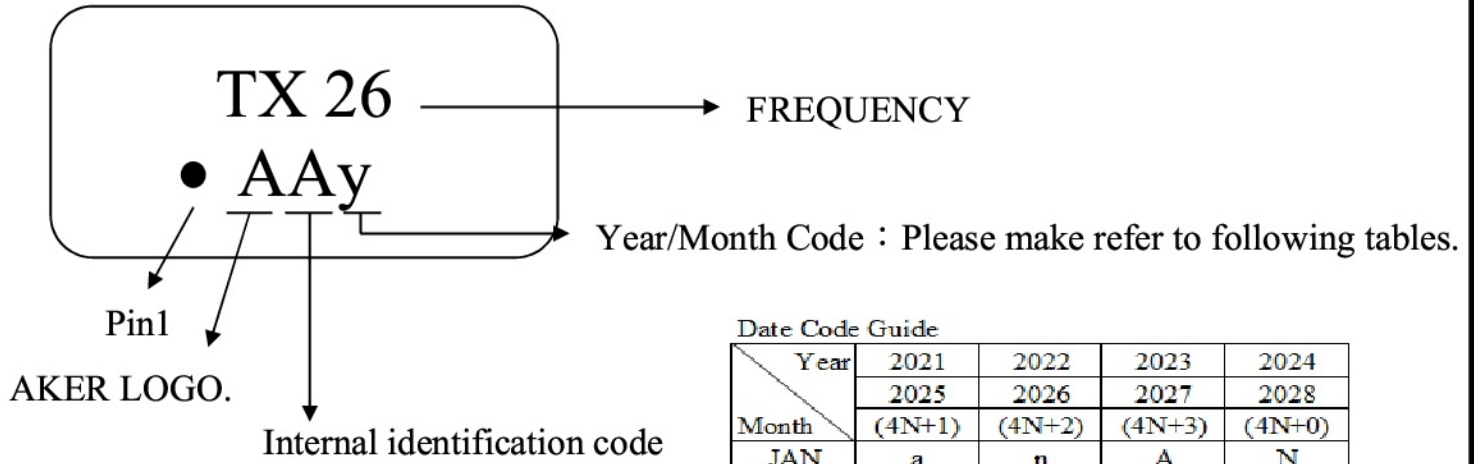 TX 26
FREQUENCY
● AAy
Year/Month Code：Please make refer to following tables.
Pin1
AKER LOGO.
Internal identification code
Date Code Guide
Year 2021 2022 2023 2024
2025 2026 2027 2028
Month (4N+1) (4N+2) (4N+3) (4N+0)
JAN a n A N